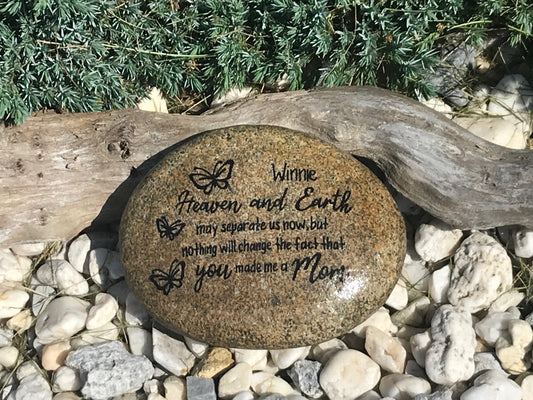 Winnie
Heaven and Earth
may separate us now, but
nothing will change the fact that
you made me a Mom